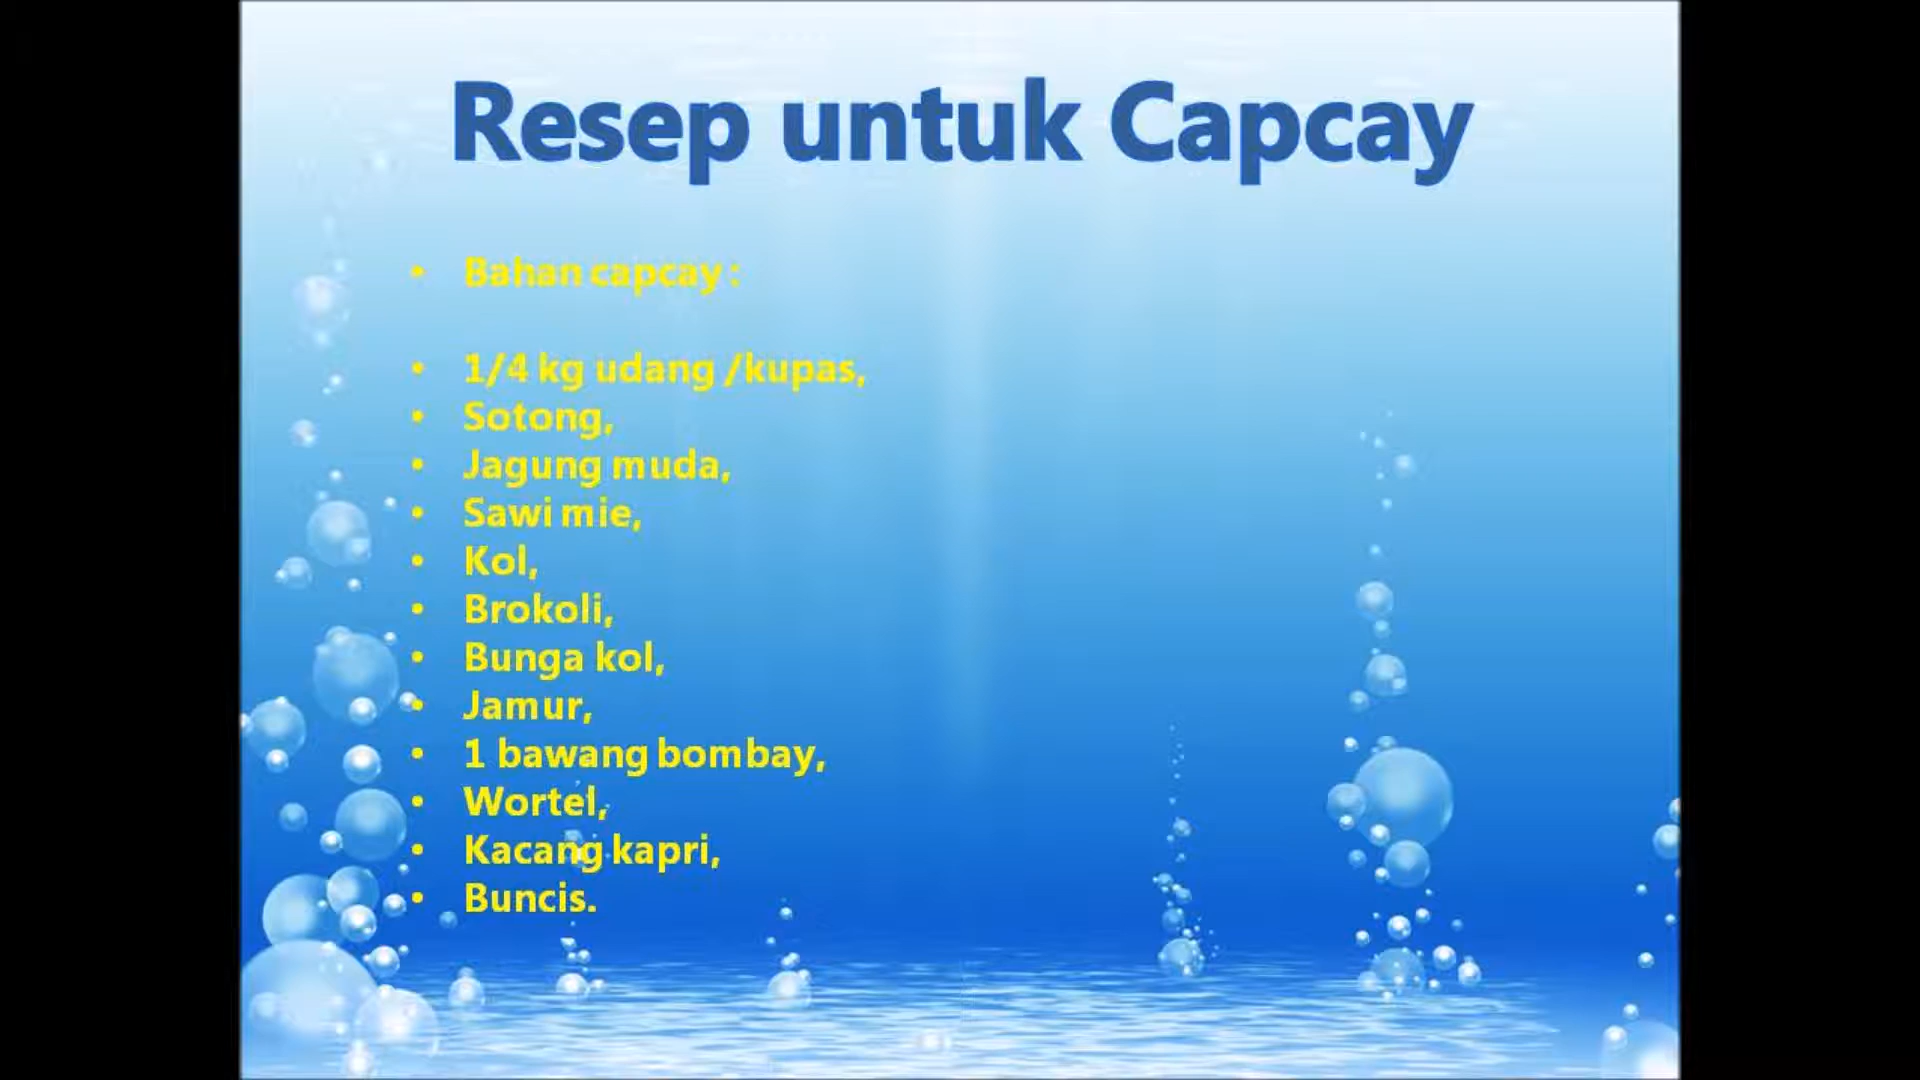 Resep untuk Capcay
• Bahan capcay :
• 1/4 kg udang /kupas,
• Sotong,
• Jagung muda,
• Sawi mie,
• Kol,
• Brokoli,
• Bunga kol,
• Jamur,
• 1 bawang bombay,
• Wortel,
• Kacang kapri,
• Buncis.